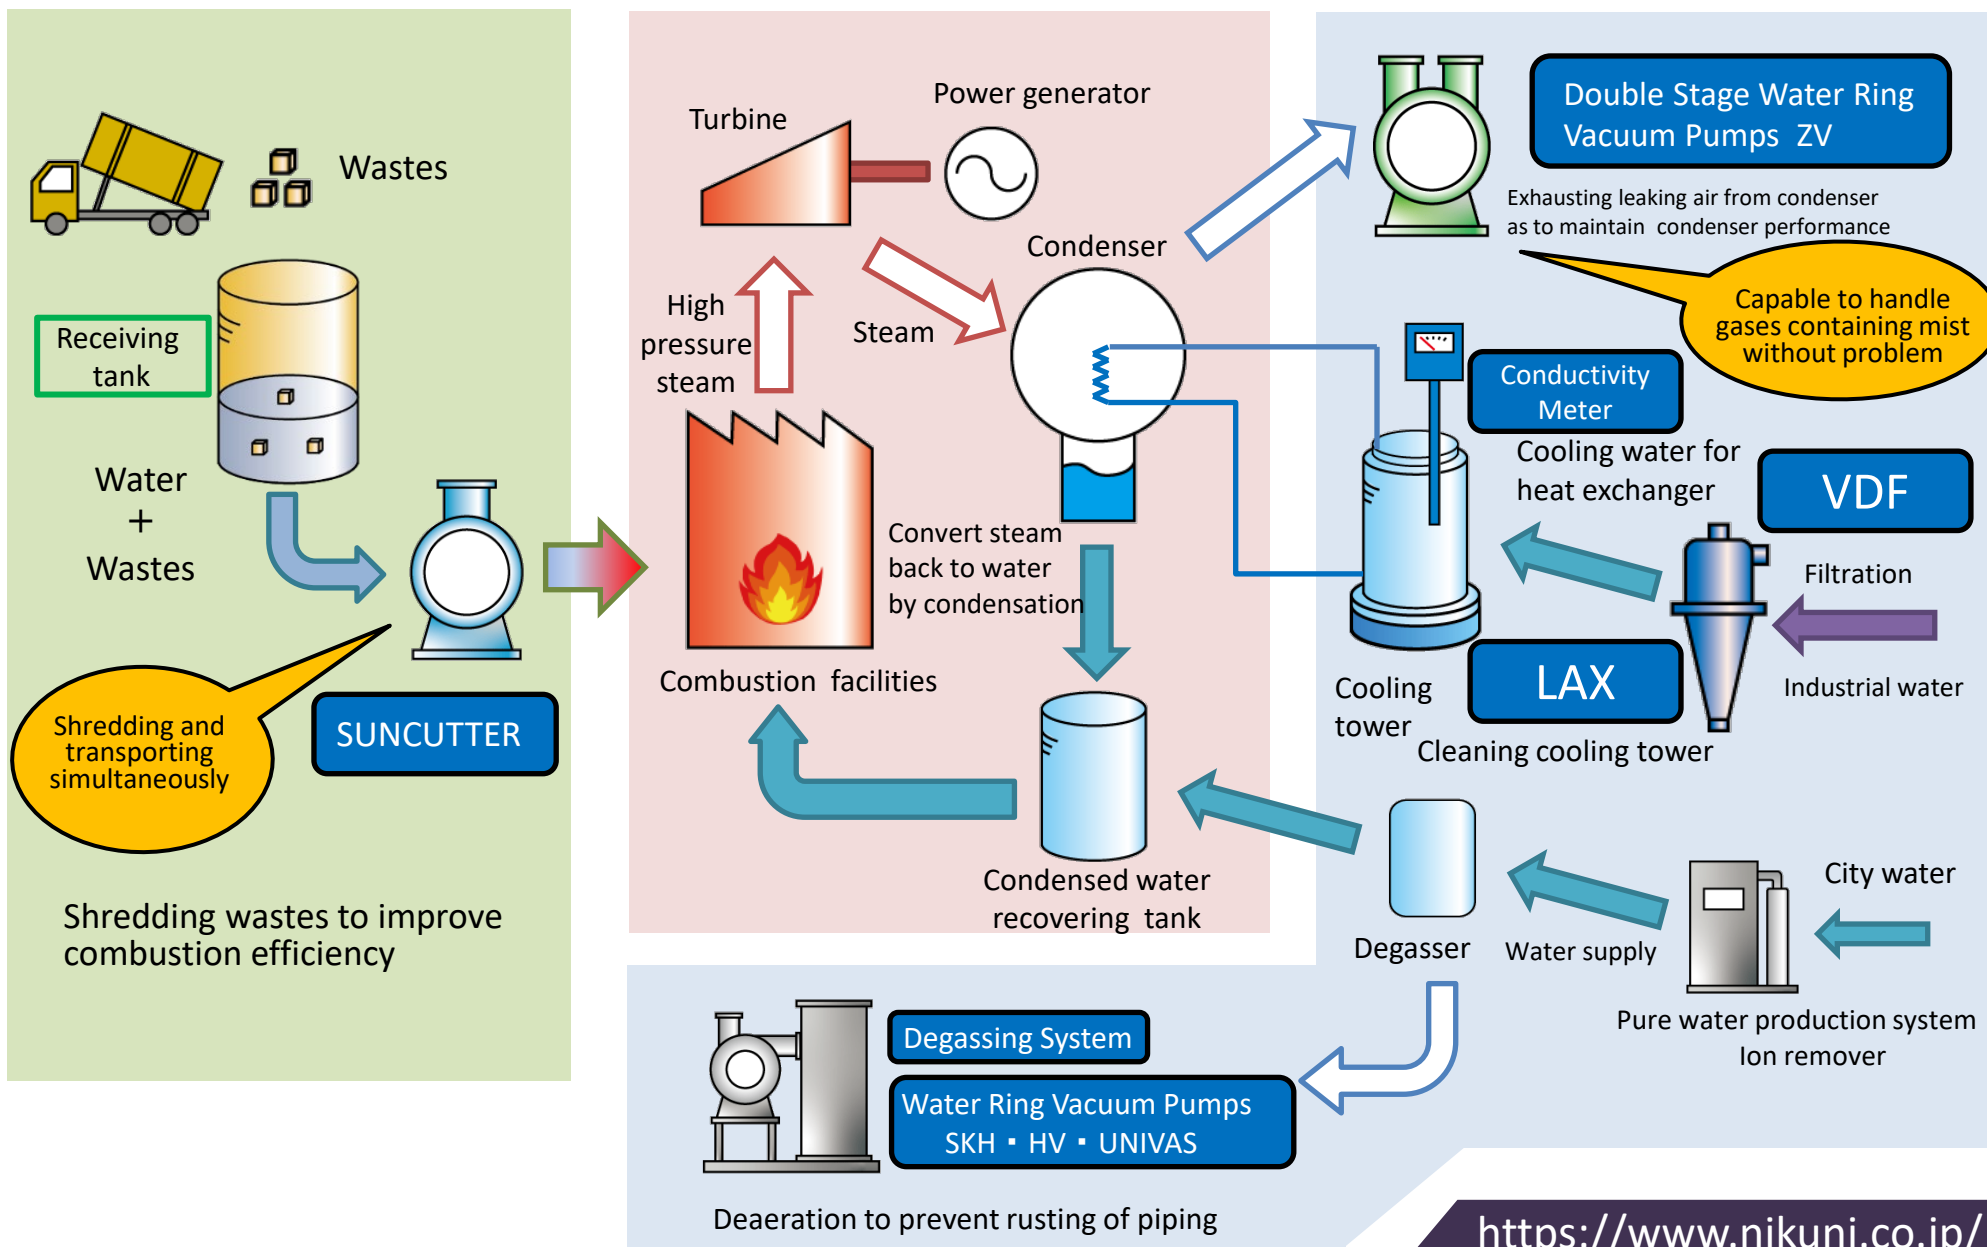 Wastes
Receiving
tank
Water
+
Wastes
Shredding and
transporting
simultaneously
SUNCUTTER
Shredding wastes to improve
combustion efficiency
Turbine
Power generator
High
pressure
steam
Steam
Condenser
Convert steam
back to water
by condensation
Combustion facilities
Condensed water
recovering tank
Double Stage Water Ring
Vacuum Pumps ZV
Exhausting leaking air from condenser
as to maintain condenser performance
Capable to handle
gases containing mist
without problem
Conductivity
Meter
Cooling water for
heat exchanger
VDF
Filtration
Industrial water
Cooling
tower
LAX
Cleaning cooling tower
City water
Degasser
Water supply
Pure water production system
Ion remover
Degassing System
Water Ring Vacuum Pumps
SKH・HV・UNIVAS
Deaeration to prevent rusting of piping
https://www.nikuni.co.jp/